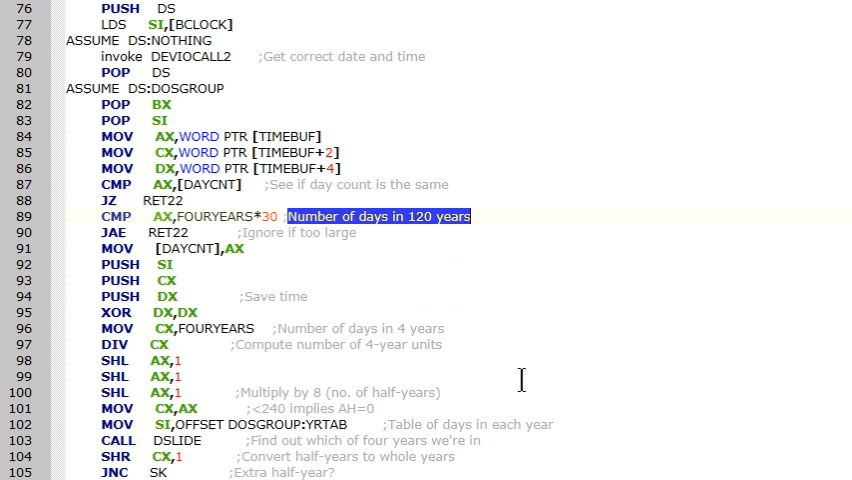 76 PUSH DS
77 LDS SI,[BCLOCK]
78 ASSUME DS:NOTHING
79 invoke DEVIOCALL2 ;Get correct date and time
80 POP DS
81 ASSUME DS:DOSGROUP
82 POP BX
83 POP SI
84 MOV AX,WORD PTR [TIMEBUF]
85 MOV CX,WORD PTR [TIMEBUF+2]
86 MOV DX,WORD PTR [TIMEBUF+4]
87 CMP AX,[DAYCNT] ;See if day count is the same
88 JZ RET22
89 CMP AX,FOURYEARS*30 ;Number of days in 120 years
90 JAE RET22 ;Ignore if too large
91 MOV [DAYCNT],AX
92 PUSH SI
93 PUSH CX
94 PUSH DX ;Save time
95 XOR DX,DX
96 MOV CX,FOURYEARS ;Number of days in 4 years
97 DIV CX ;Compute number of 4-year units
98 SHL AX,1
99 SHL AX,1
100 SHL AX,1 ;Multiply by 8 (no. of half-years)
101 MOV CX,AX ;<240 implies AH=0
102 MOV SI,OFFSET DOSGROUP:YRTAB ;Table of days in each year
103 CALL DSLIDE ;Find out which of four years we're in
104 SHR CX,1 ;Convert half-years to whole years
105 JNC SK ;Extra half-year?